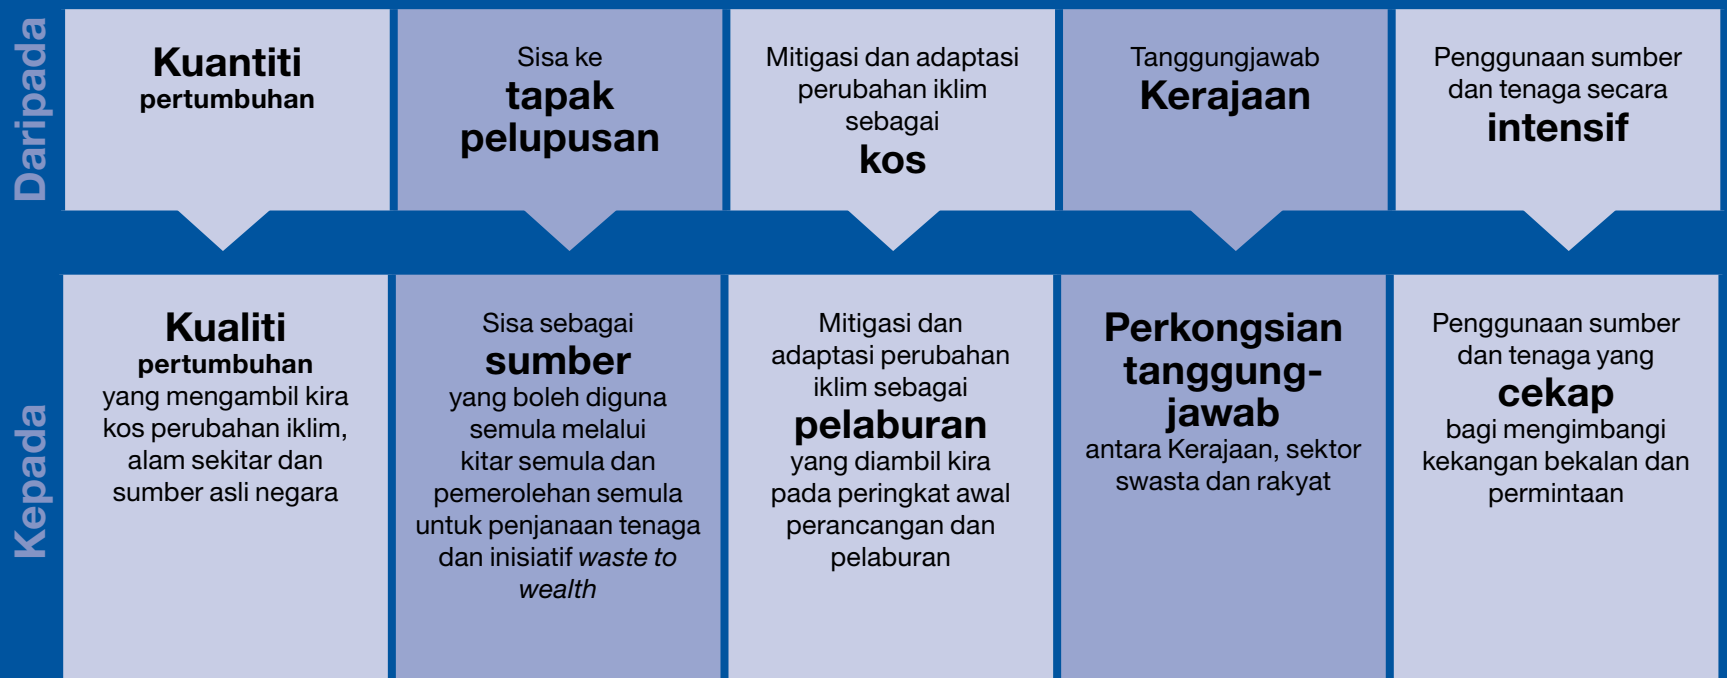 Daripada
Kuantiti
pertumbuhan
Sisa ke
tapak
pelupusan
Mitigasi dan adaptasi
perubahan iklim
sebagai
kos
Tanggungjawab
Kerajaan
Penggunaan sumber
dan tenaga secara
intensif
Kepada
Kualiti
pertumbuhan
yang mengambil kira
kos perubahan iklim,
alam sekitar dan
sumber asli negara
Sisa sebagai
sumber
yang boleh diguna
semula melalui
kitar semula dan
pemerolehan semula
untuk penjanaan tenaga
dan inisiatif waste to
wealth
Mitigasi dan
adaptasi perubahan
iklim sebagai
pelaburan
yang diambil kira
pada peringkat awal
perancangan dan
pelaburan
Perkongsian
tanggung-
jawab
antara Kerajaan, sektor
swasta dan rakyat
Penggunaan sumber
dan tenaga yang
cekap
bagi mengimbangi
kekangan bekalan dan
permintaan